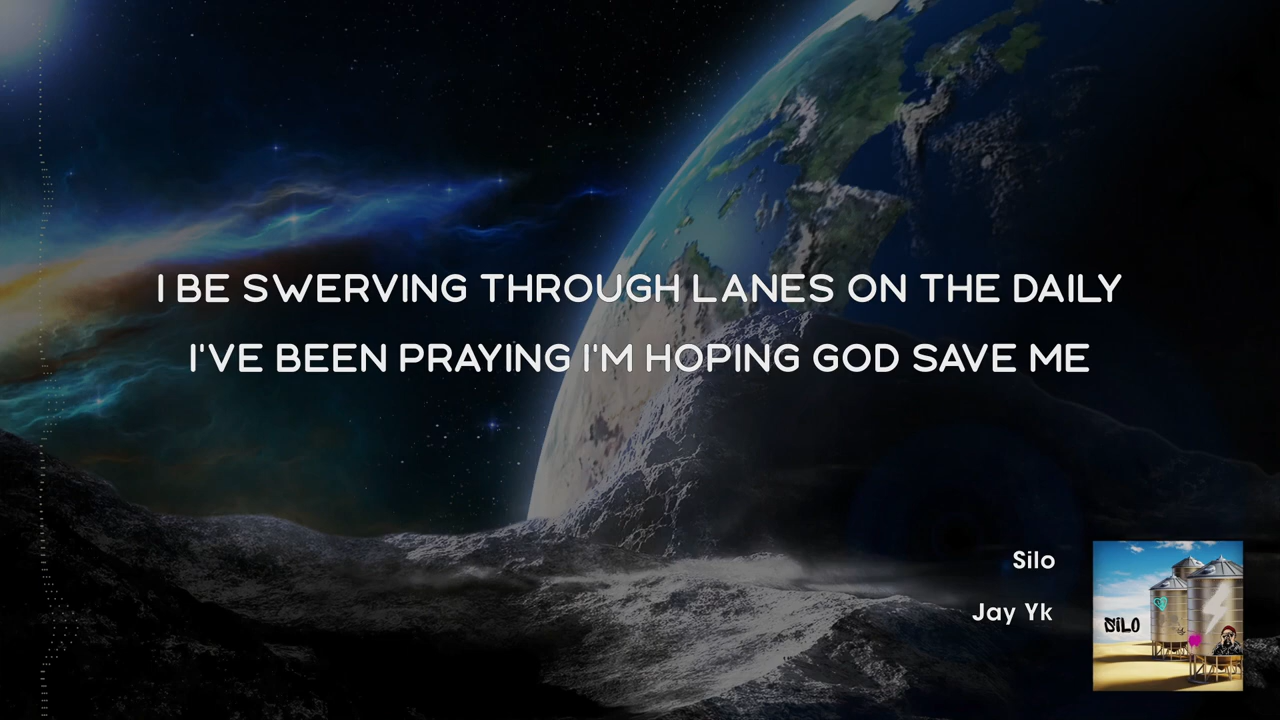 I BE SWERVING THROUGH LANES ON THE DAILY
I'VE BEEN PRAYING I'M HOPING GOD SAVE ME
Silo
Jay Yk
SILO